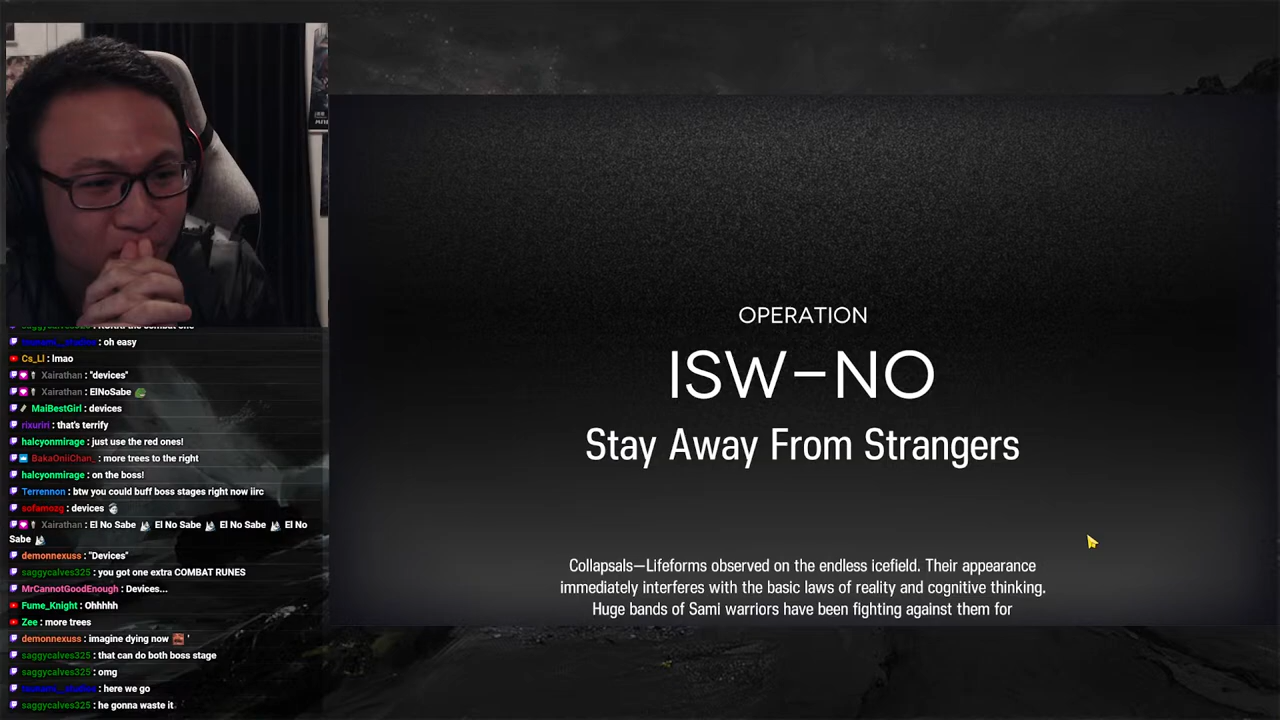 OPERATION
ISW-NO
Stay Away From Strangers
Collapsals—Lifeforms observed on the endless icefield. Their appearance
immediately interferes with the basic laws of reality and cognitive thinking.
Huge bands of Sami warriors have been fighting against them for
: oh easy
Cs_LI : lmao
Xairathan : "devices"
Xairathan : ElNoSabe
MaiBestGirl : devices
rixuriri : that's terrify
halcyonmirage : just use the red ones!
BakaOniiChan_ : more trees to the right
halcyonmirage : on the boss!
Terrennon : btw you could buff boss stages right now iirc
sofamozg : devices
Xairathan : El No Sabe El No Sabe El No Sabe El No
Sabe
demonnexuss : "Devices"
saggycalves325 : you got one extra COMBAT RUNES
MrCannotGoodEnough : Devices...
Fume_Knight : Ohhhhh
Zee : more trees
demonnexuss : imagine dying now '
saggycalves325 : that can do both boss stage
saggycalves325 : omg
: here we go
saggycalves325 : he gonna waste it